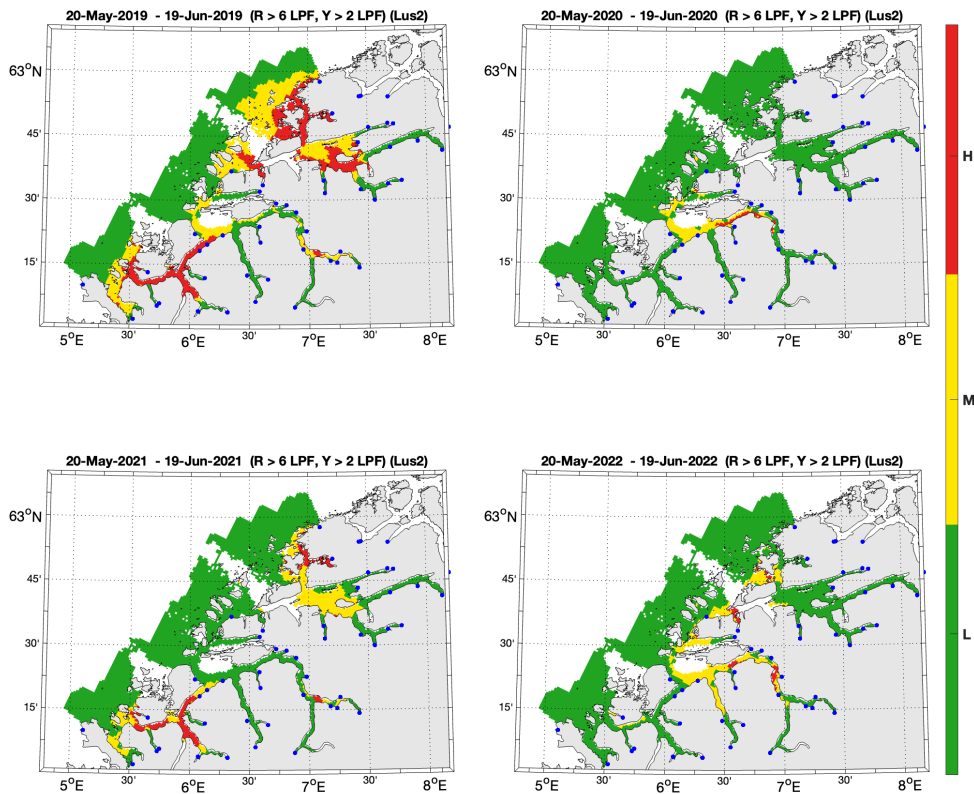 20-May-2019 - 19-Jun-2019 (R > 6 LPF, Y > 2 LPF) (Lus2)
63°N
45'
30'
15'
5°E
30'
6°E
30'
7°E
30'
8°E
20-May-2020 - 19-Jun-2020 (R > 6 LPF, Y > 2 LPF) (Lus2)
63°N
45'
30'
15'
5°E
30'
6°E
30'
7°E
30'
8°E
20-May-2021 - 19-Jun-2021 (R > 6 LPF, Y > 2 LPF) (Lus2)
63°N
45'
30'
15'
5°E
30'
6°E
30'
7°E
30'
8°E
20-May-2022 - 19-Jun-2022 (R > 6 LPF, Y > 2 LPF) (Lus2)
63°N
45'
30'
15'
5°E
30'
6°E
30'
7°E
30'
8°E
H
M
L